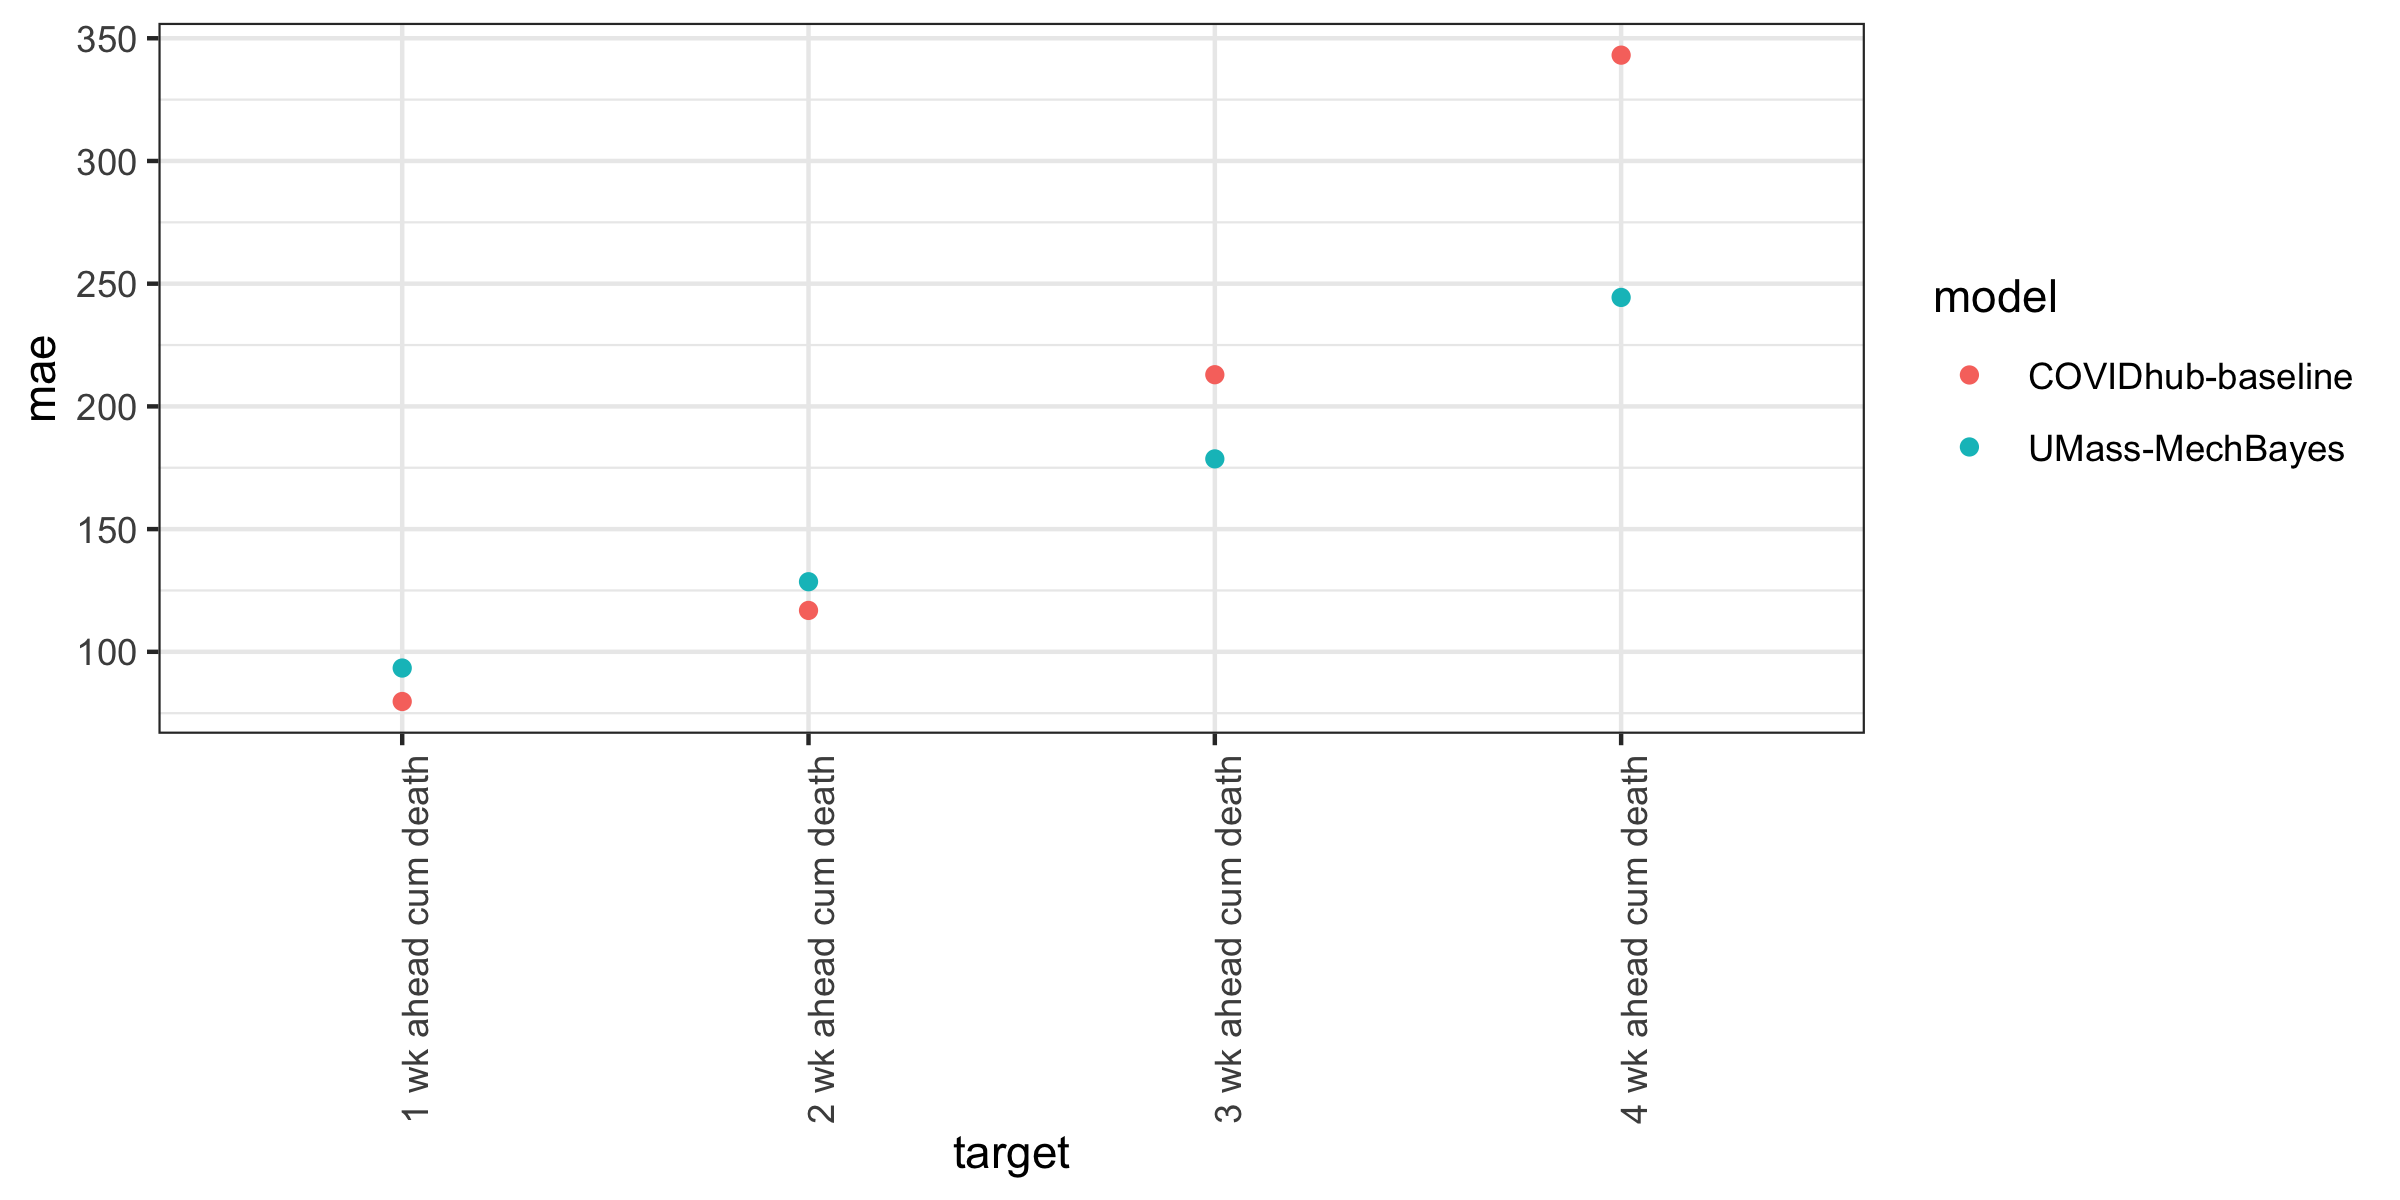 350
300
250
200
150
100
mae
1 wk ahead cum death
2 wk ahead cum death
3 wk ahead cum death
4 wk ahead cum death
target
model
COVIDhub-baseline
UMass-MechBayes